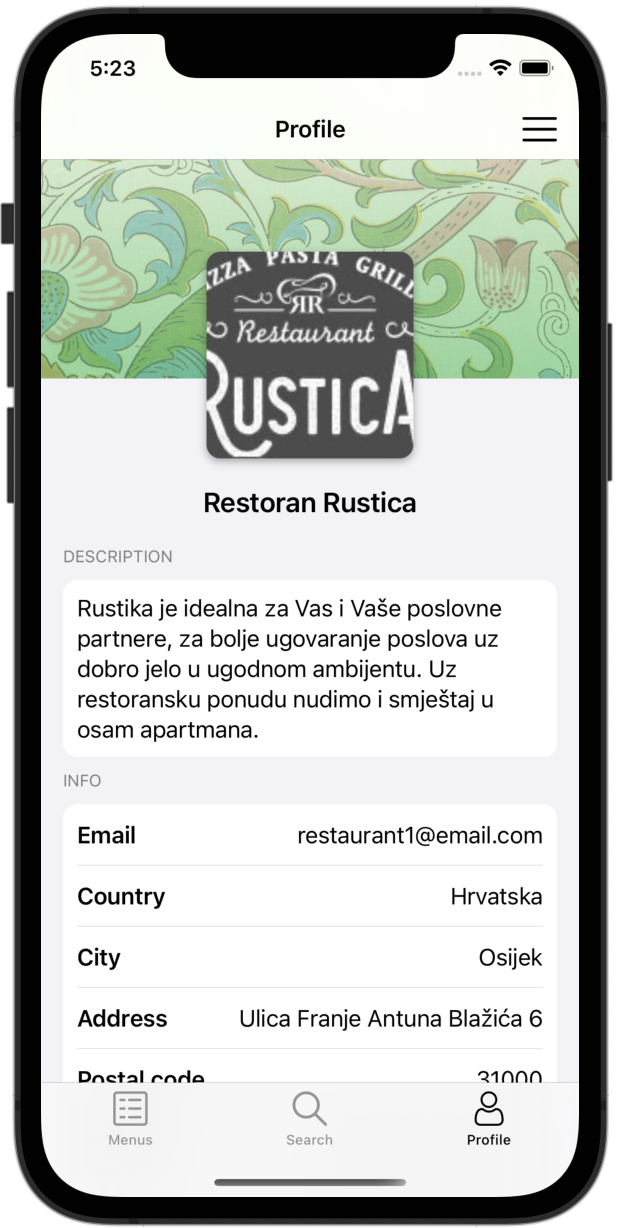 5:23
Profile
ZZA PASTA GRILL
RR
Restaurant
RUSTICA
Restoran Rustica
DESCRIPTION
Rustika je idealna za Vas i Vaše poslovne
partnere, za bolje ugovaranje poslova uz
dobro jelo u ugodnom ambijentu. Uz
restoransku ponudu nudimo i smještaj u
osam apartmana.
INFO
Email restaurant1@email.com
Country Hrvatska
City Osijek
Address Ulica Franje Antuna Blažića 6
Postal code 31000
Menus Search Profile